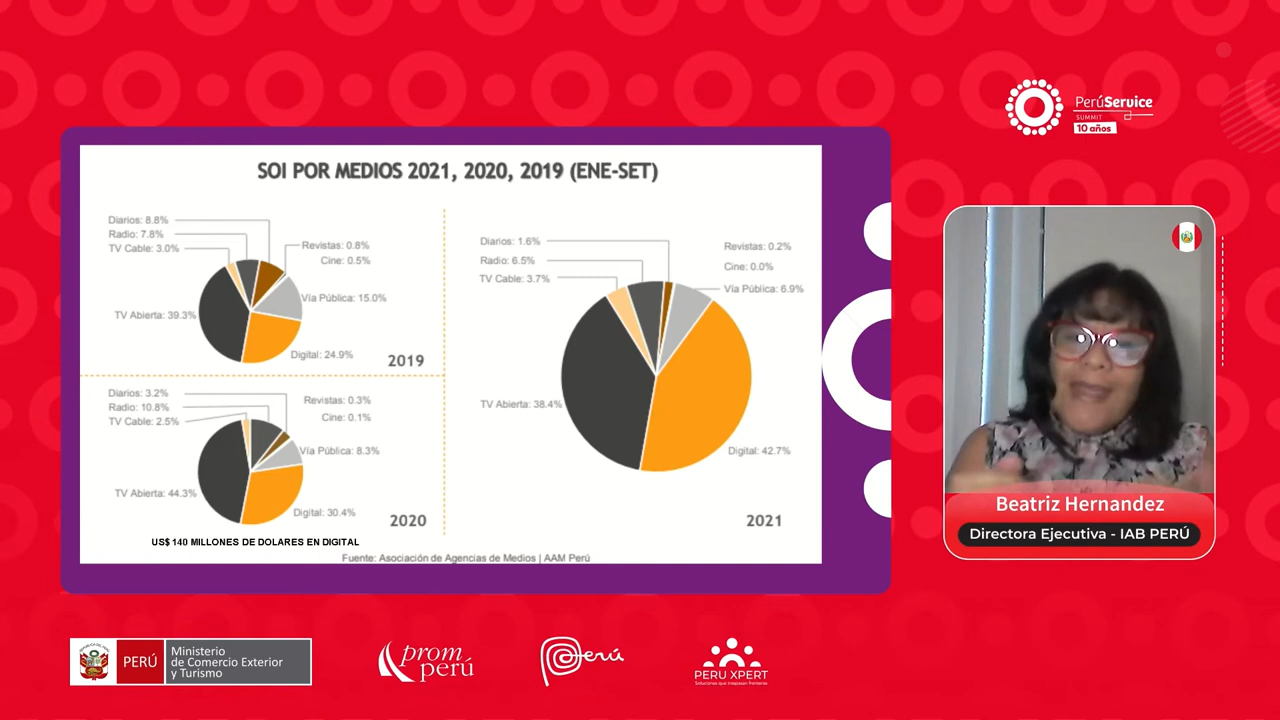 PerúService
SUMMIT
10 años
SOI POR MEDIOS 2021, 2020, 2019 (ENE-SET)
Diarios: 8.8%
Radio: 7.8%
TV Cable: 3.0%
Revistas: 0.8%
Cine: 0.5%
Vía Pública: 15.0%
TV Abierta: 39.3%
Digital: 24.9%
2019
Diarios: 3.2%
Radio: 10.8%
TV Cable: 2.5%
Revistas: 0.3%
Cine: 0.1%
Vía Pública: 8.3%
TV Abierta: 44.3%
Digital: 30.4%
2020
US$ 140 MILLONES DE DOLARES EN DIGITAL
Diarios: 1.6%
Radio: 6.5%
TV Cable: 3.7%
Revistas: 0.2%
Cine: 0.0%
Vía Pública: 6.9%
TV Abierta: 38.4%
Digital: 42.7%
2021
Fuente: Asociación de Agencias de Medios | AAM Perú
Beatriz Hernandez
Directora Ejecutiva - IAB PERÚ
PERÚ
Ministerio
de Comercio Exterior
y Turismo
prom
perú
Perú
PERU XPERT
Soluciones que traspasan fronteras